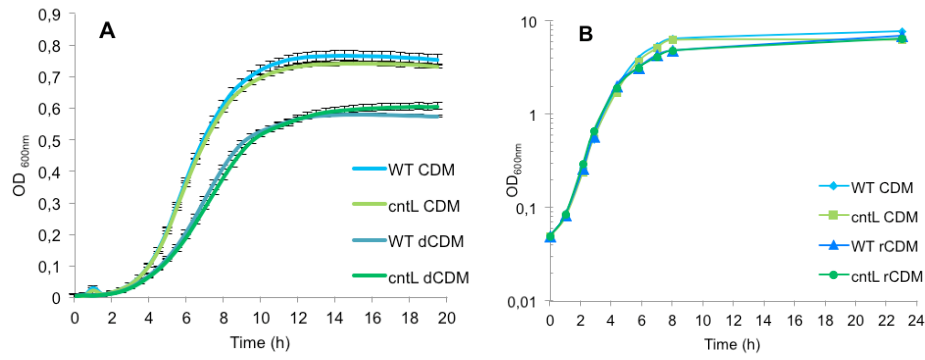 A
0,9
0,8
0,7
0,6
0,5
0,4
0,3
0,2
0,1
0
OD 600nm
0 2 4 6 8 10 12 14 16 18 20
Time (h)
WT CDM
cntL CDM
WT dCDM
cntL dCDM
B
10
1
0,1
0,01
OD600nm
0 2 4 6 8 10 12 14 16 18 20 22 24
Time (h)
WT CDM
cntL CDM
WT rCDM
cntL rCDM